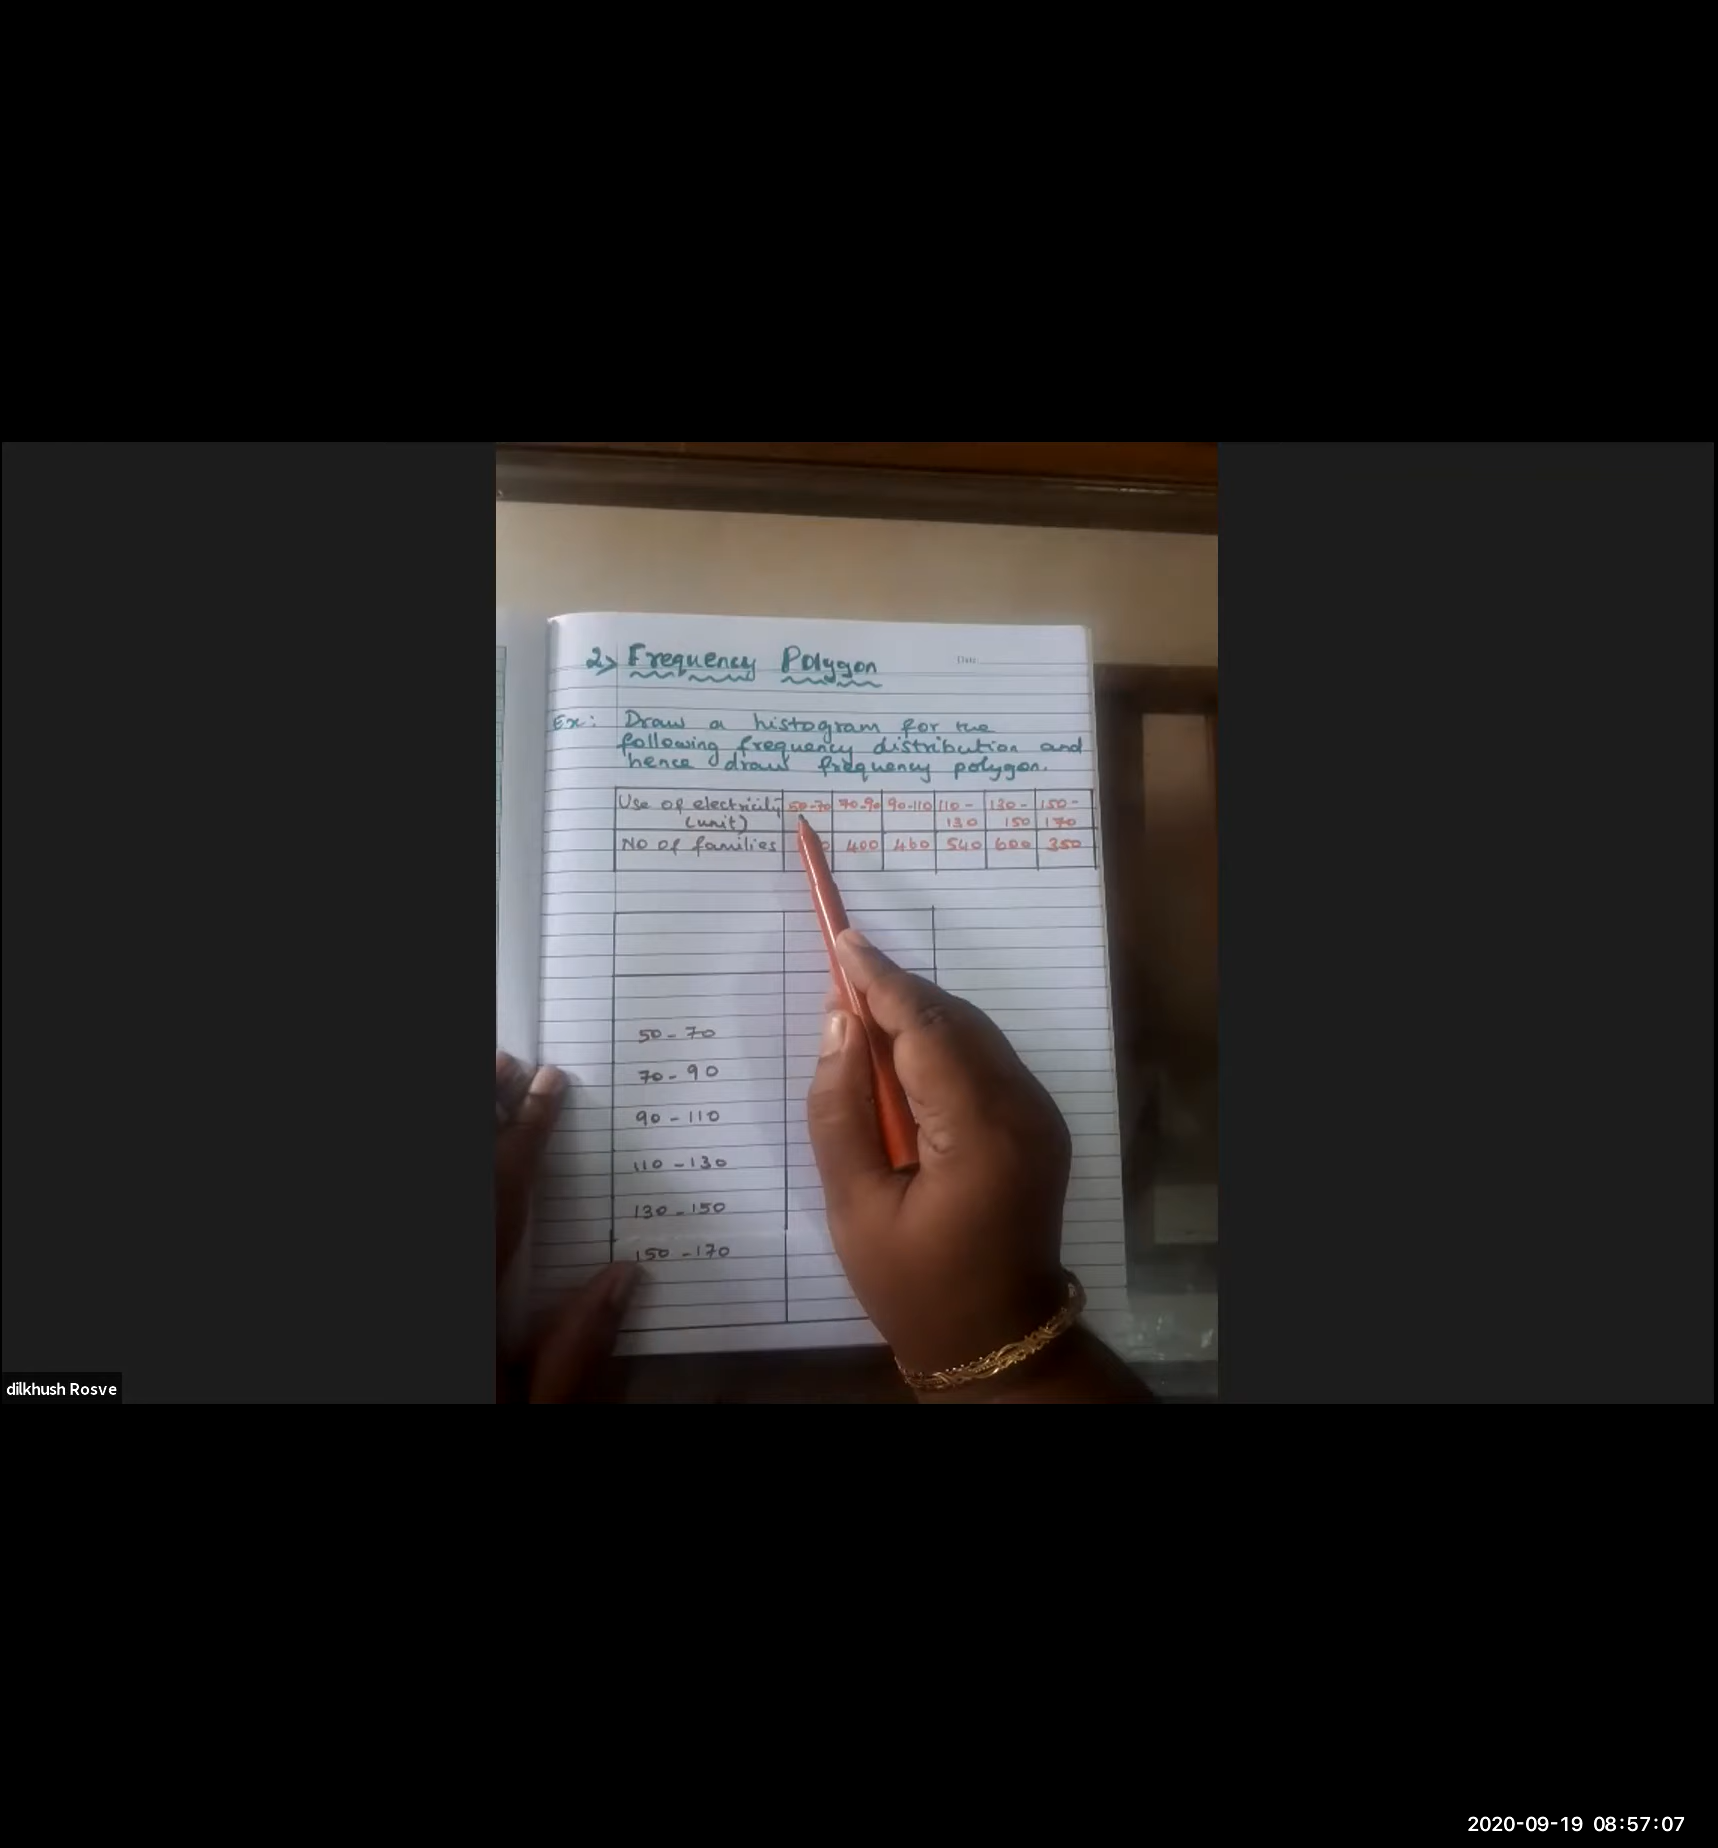 2> Frequency Polygon
Date
Ex: Draw a histogram for the
following frequency distribution and
hence draw frequency polygon.
Use of electricity 50-70 70-90 90-110 110- 130- 150-
(unit) 130 150 170
No of families 400 460 540 600 350
50-70
70-90
90-110
110-130
130-150
150-170
dilkhush Rosve
2020-09-19 08:57:07